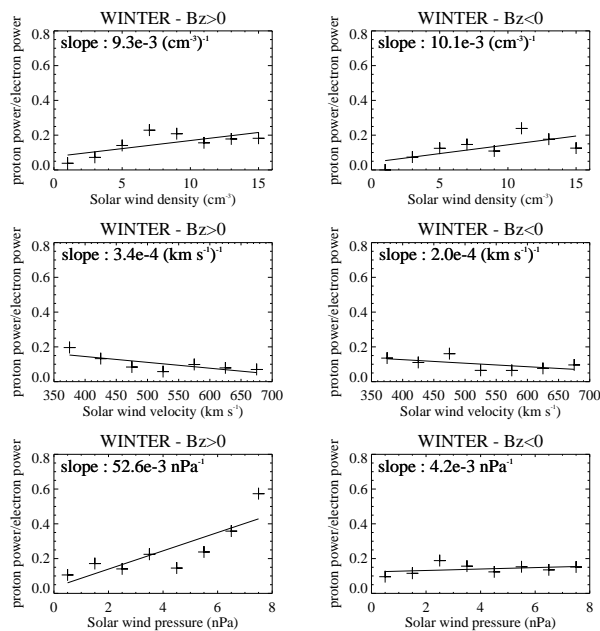 WINTER - Bz>0
slope : 9.3e-3 (cm⁻³)⁻¹
proton power/electron power
0.8
0.6
0.4
0.2
0.0
0 5 10 15
Solar wind density (cm⁻³)
WINTER - Bz<0
slope : 10.1e-3 (cm⁻³)⁻¹
proton power/electron power
0.8
0.6
0.4
0.2
0.0
0 5 10 15
Solar wind density (cm⁻³)
WINTER - Bz>0
slope : 3.4e-4 (km s⁻¹)⁻¹
proton power/electron power
0.8
0.6
0.4
0.2
0.0
350 400 450 500 550 600 650 700
Solar wind velocity (km s⁻¹)
WINTER - Bz<0
slope : 2.0e-4 (km s⁻¹)⁻¹
proton power/electron power
0.8
0.6
0.4
0.2
0.0
350 400 450 500 550 600 650 700
Solar wind velocity (km s⁻¹)
WINTER - Bz>0
slope : 52.6e-3 nPa⁻¹
proton power/electron power
0.8
0.6
0.4
0.2
0.0
0 2 4 6 8
Solar wind pressure (nPa)
WINTER - Bz<0
slope : 4.2e-3 nPa⁻¹
proton power/electron power
0.8
0.6
0.4
0.2
0.0
0 2 4 6 8
Solar wind pressure (nPa)